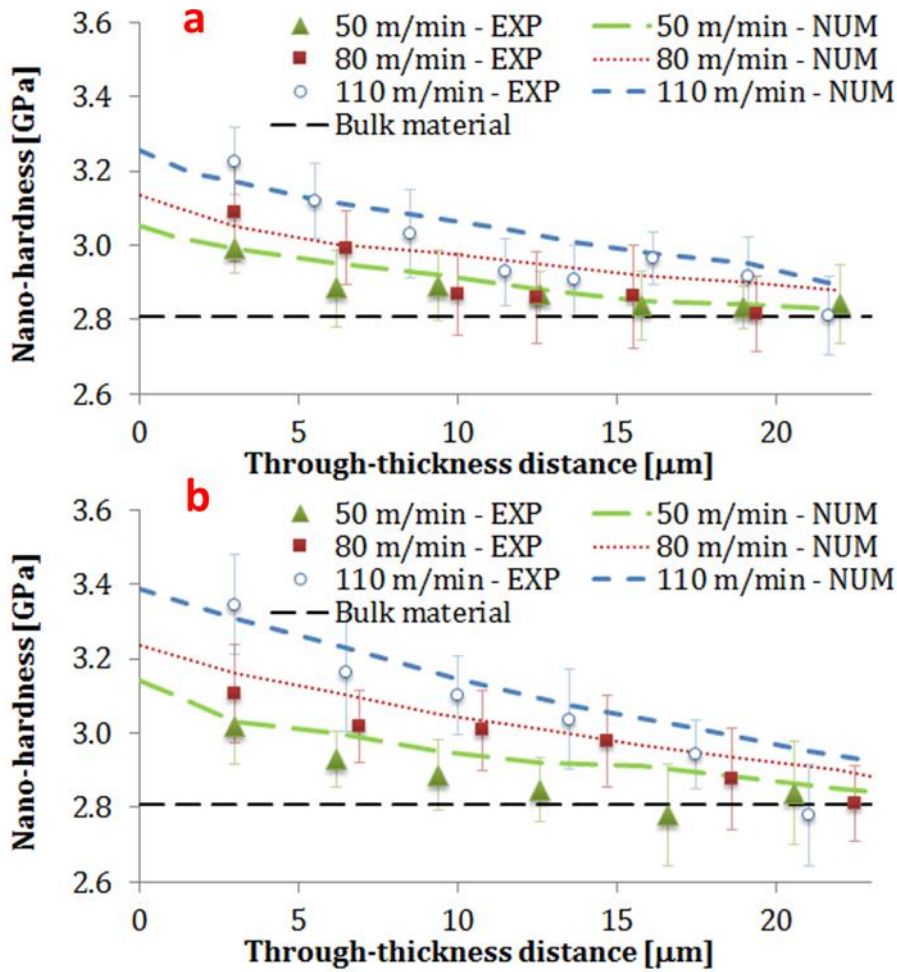 a
3.6
50 m/min - EXP 50 m/min - NUM
80 m/min - EXP 80 m/min - NUM
3.4
110 m/min - EXP 110 m/min - NUM
Bulk material
3.2
3.0
2.8
2.6
Nano-hardness [GPa]
0 5 10 15 20
Through-thickness distance [μm]
b
3.6
50 m/min - EXP 50 m/min - NUM
80 m/min - EXP 80 m/min - NUM
3.4
110 m/min - EXP 110 m/min - NUM
Bulk material
3.2
3.0
2.8
2.6
Nano-hardness [GPa]
0 5 10 15 20
Through-thickness distance [μm]